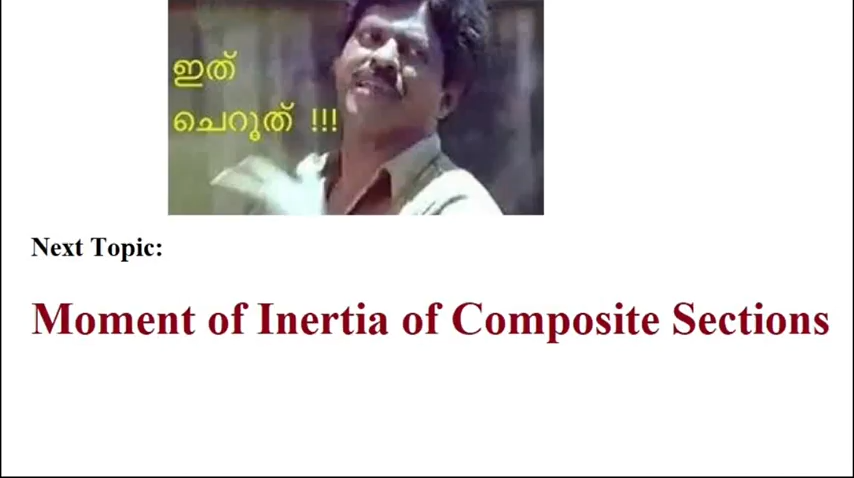 ഇത്
ചെറുത് !!!
Next Topic:
Moment of Inertia of Composite Sections